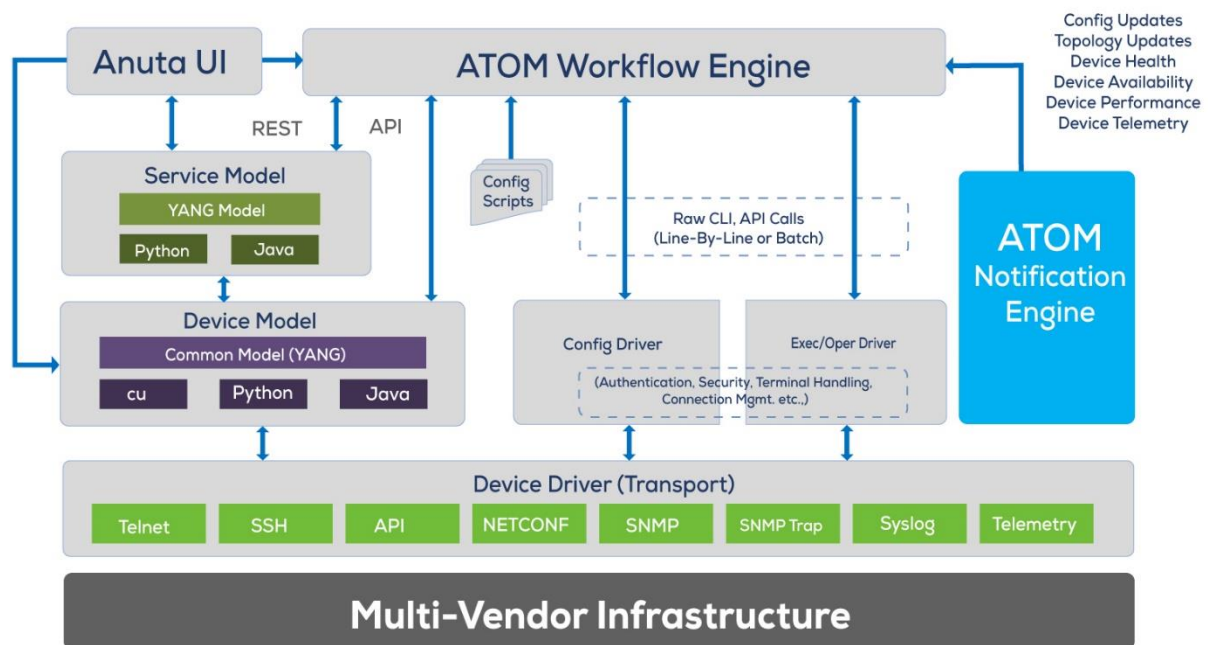 Anuta UI
ATOM Workflow Engine
Config Updates
Topology Updates
Device Health
Device Availability
Device Performance
Device Telemetry
REST
API
Service Model
YANG Model
Python
Java
Config
Scripts
Raw CLI, API Calls
(Line-By-Line or Batch)
ATOM
Notification
Engine
Device Model
Common Model (YANG)
cu
Python
Java
Config Driver
Exec/Oper Driver
(Authentication, Security, Terminal Handling,
Connection Mgmt. etc.,)
Device Driver (Transport)
Telnet
SSH
API
NETCONF
SNMP
SNMP Trap
Syslog
Telemetry
Multi-Vendor Infrastructure